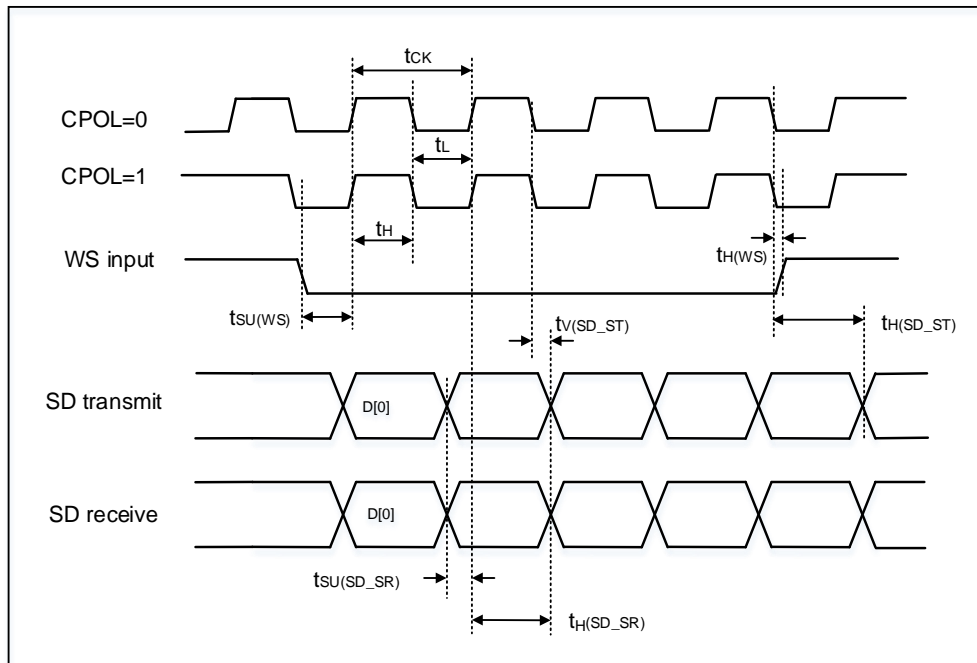 tCK
CPOL=0
tL
CPOL=1
tH
tH(WS)
WS input
tSU(WS)
tV(SD_ST)
tH(SD_ST)
SD transmit
D[0]
SD receive
D[0]
tSU(SD_SR)
tH(SD_SR)